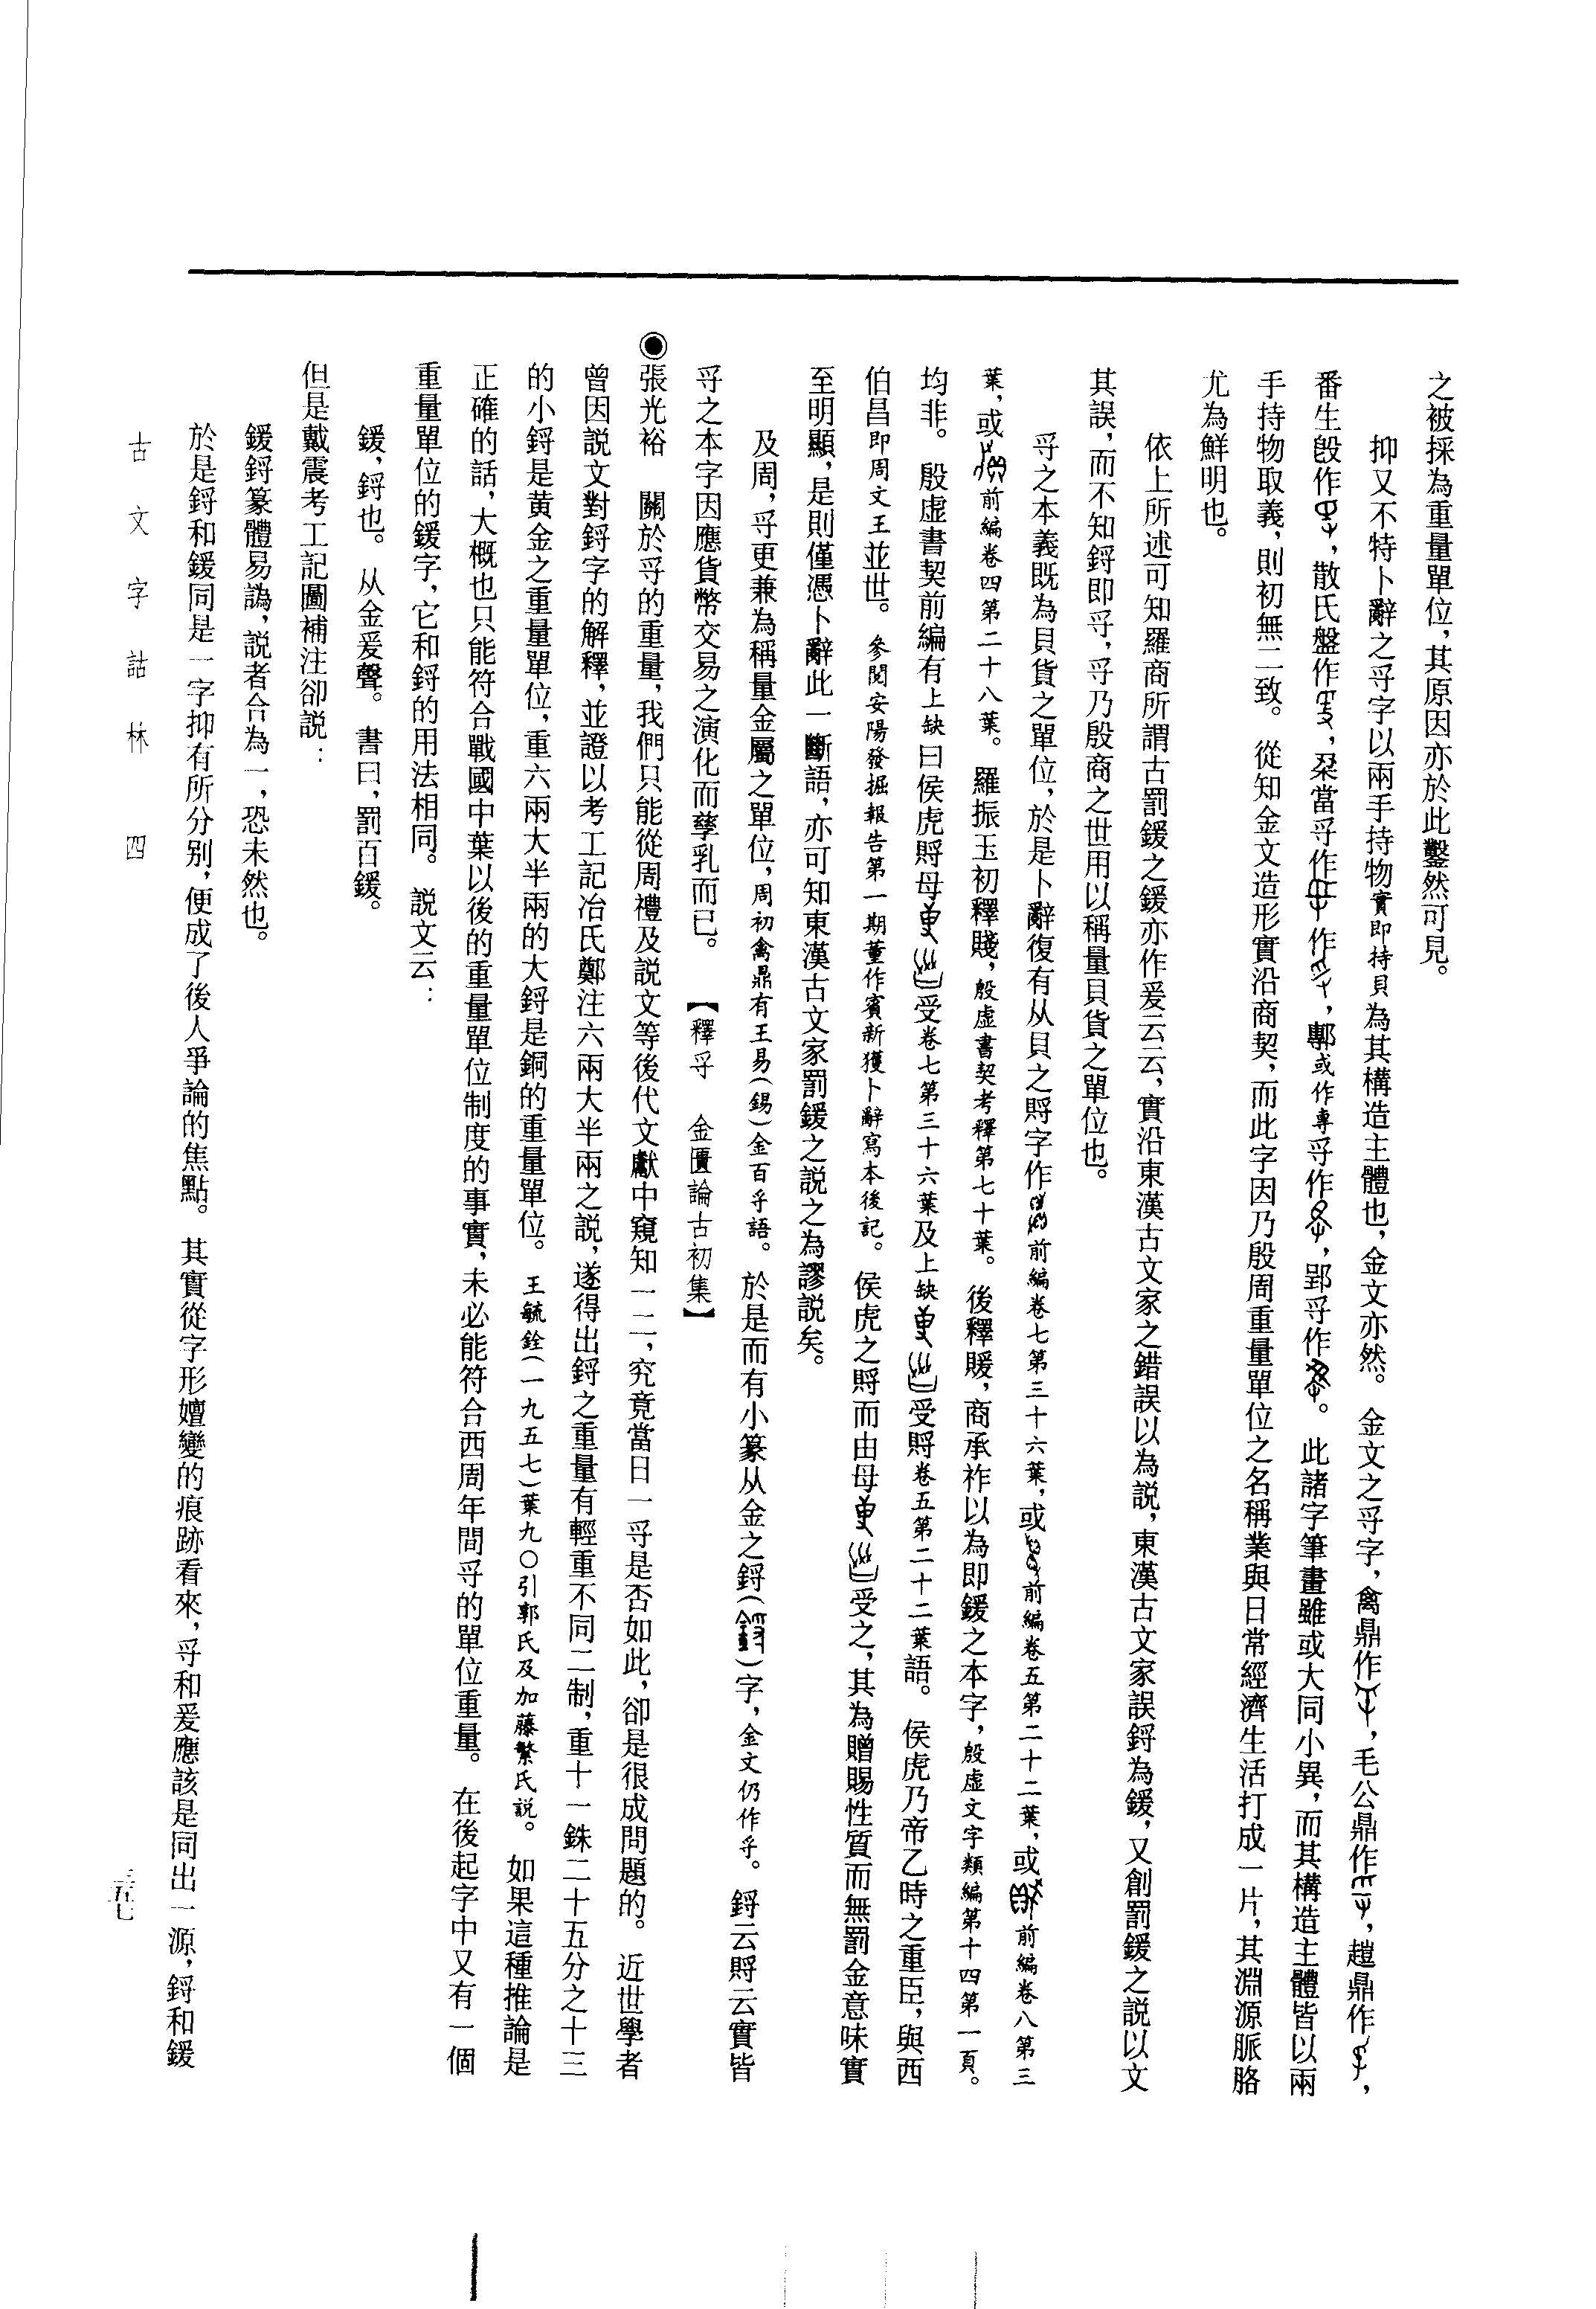 之被採為重量單位，其原因亦於此鑿然可見。
抑又不特卜辭之寽字以兩手持物實即持貝為其構造主體也，金文亦然。金文之寽字，禽鼎作，毛公鼎作，趞鼎作，
番生𣪘作，散氏盤作，㚇當寽作作，鄟或作專寽作，郢寽作。此諸字筆畫雖或大同小異，而其構造主體皆以兩
手持物取義，則初無二致。從知金文造形實沿商契，而此字因乃殷周重量單位之名稱業與日常經濟生活打成一片，其淵源脈胳
尤為鮮明也。
依上所述可知羅商所謂古罰鍰之鍰亦作爰云云，實沿東漢古文家之錯誤以為説，東漢古文家誤鋝為鍰，又創罰鍰之説以文
其誤，而不知鋝即寽，寽乃殷商之世用以稱量貝貨之單位也。
寽之本義既為貝貨之單位，於是卜辭復有从貝之賯字作前編卷七第三十六葉，或前編卷五第二十二葉，或前編卷八第三
葉，或前編卷四第二十八葉。羅振玉初釋賤，殷虛書契考釋第七十葉。後釋賅，商承祚以為即鍰之本字，殷虛文字類編第十四第一頁。
均非。殷虛書契前編有上缺曰侯虎𧵩母受卷七第三十六葉及上缺受𧵩卷五第二十二葉語。侯虎乃帝乙時之重臣，與西
伯昌即周文王並世。參閱安陽發掘報告第一期董作賓新獲卜辭寫本後記。侯虎之𧵩而由母受之，其為贈賜性質而無罰金意味實
至明顯，是則僅憑卜辭此一斷語，亦可知東漢古文家罰鍰之説之為謬説矣。
及周，寽更兼為稱量金屬之單位，周初禽鼎有王易（錫）金百寽語。於是而有小篆从金之鋝（）字，金文仍作寽。鋝云𧵩云實皆
寽之本字因應貨幣交易之演化而孳乳而已。　【釋寽　金匱論古初集】
◉張光裕　關於寽的重量，我們只能從周禮及説文等後代文獻中窺知一二，究竟當日一寽是否如此，卻是很成問題的。近世學者
曾因説文對鋝字的解釋，並證以考工記冶氏鄭注六兩大半兩之説，遂得出鋝之重量有輕重不同二制，重十一銖二十五分之十三
的小鋝是黄金之重量單位，重六兩大半兩的大鋝是銅的重量單位。王毓銓（一九五七）葉九〇引郭氏及加藤繁氏説。如果這種推論是
正確的話，大概也只能符合戰國中葉以後的重量單位制度的事實，未必能符合西周年間寽的單位重量。在後起字中又有一個
重量單位的鍰字，它和鋝的用法相同。説文云：
鍰，鋝也。从金爰聲。書曰，罰百鍰。
但是戴震考工記圖補注卻説：
鍰鋝篆體易譌，説者合為一，恐未然也。
於是鋝和鍰同是一字抑有所分别，便成了後人爭論的焦點。其實從字形嬗變的痕跡看來，寽和爰應該是同出一源，鋝和鍰
古文字詁林　四
三五七